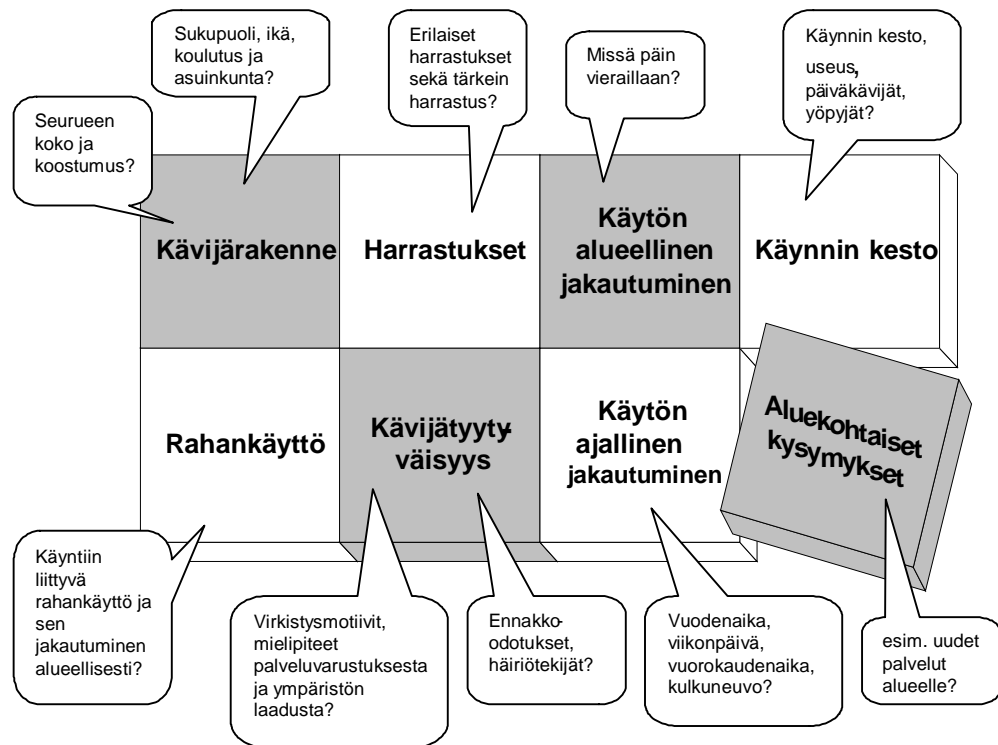 Sukupuoli, ikä,
koulutus ja
asuinkunta?
Erilaiset
harrastukset
sekä tärkein
harrastus?
Missä päin
vieraillaan?
Käynnin kesto,
useus,
päiväkävijät,
yöpyjät?
Seurueen
koko ja
koostumus?
Kävijärakenne
Harrastukset
Käytön
alueellinen
jakautuminen
Käynnin kesto
Rahankäyttö
Kävijätyyty-
väisyys
Käytön
ajallinen
jakautuminen
Aluekohtaiset
kysymykset
Käyntiin
liittyvä
rahankäyttö ja
sen
jakautuminen
alueellisesti?
Virkistysmotiivit,
mielipiteet
palveluvarustuksesta
ja ympäristön
laadusta?
Ennakko-
odotukset,
häiriötekijät?
Vuodenaika,
viikonpäivä,
vuorokaudenaika,
kulkuneuvo?
esim. uudet
palvelut
alueelle?